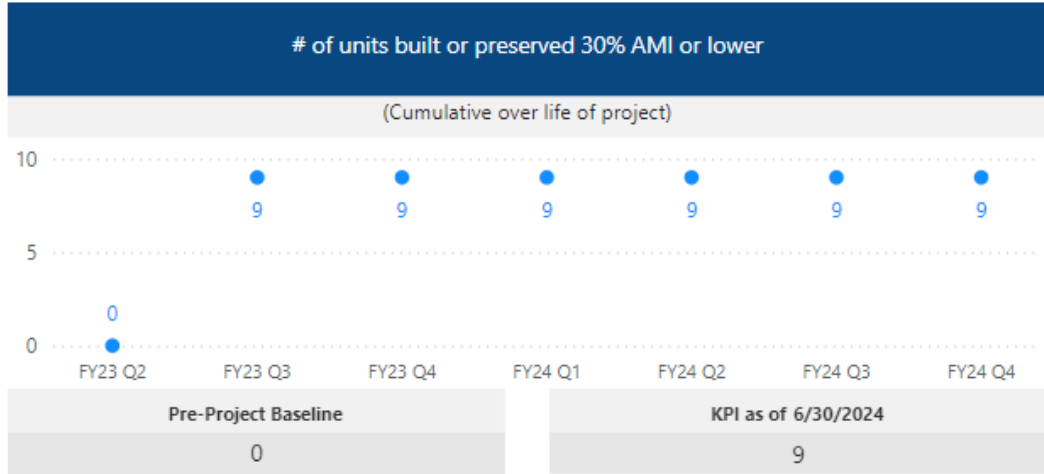 # of units built or preserved 30% AMI or lower
(Cumulative over life of project)
10
9 9 9 9 9 9
5
0
0
FY23 Q2 FY23 Q3 FY23 Q4 FY24 Q1 FY24 Q2 FY24 Q3 FY24 Q4
Pre-Project Baseline KPI as of 6/30/2024
0 9